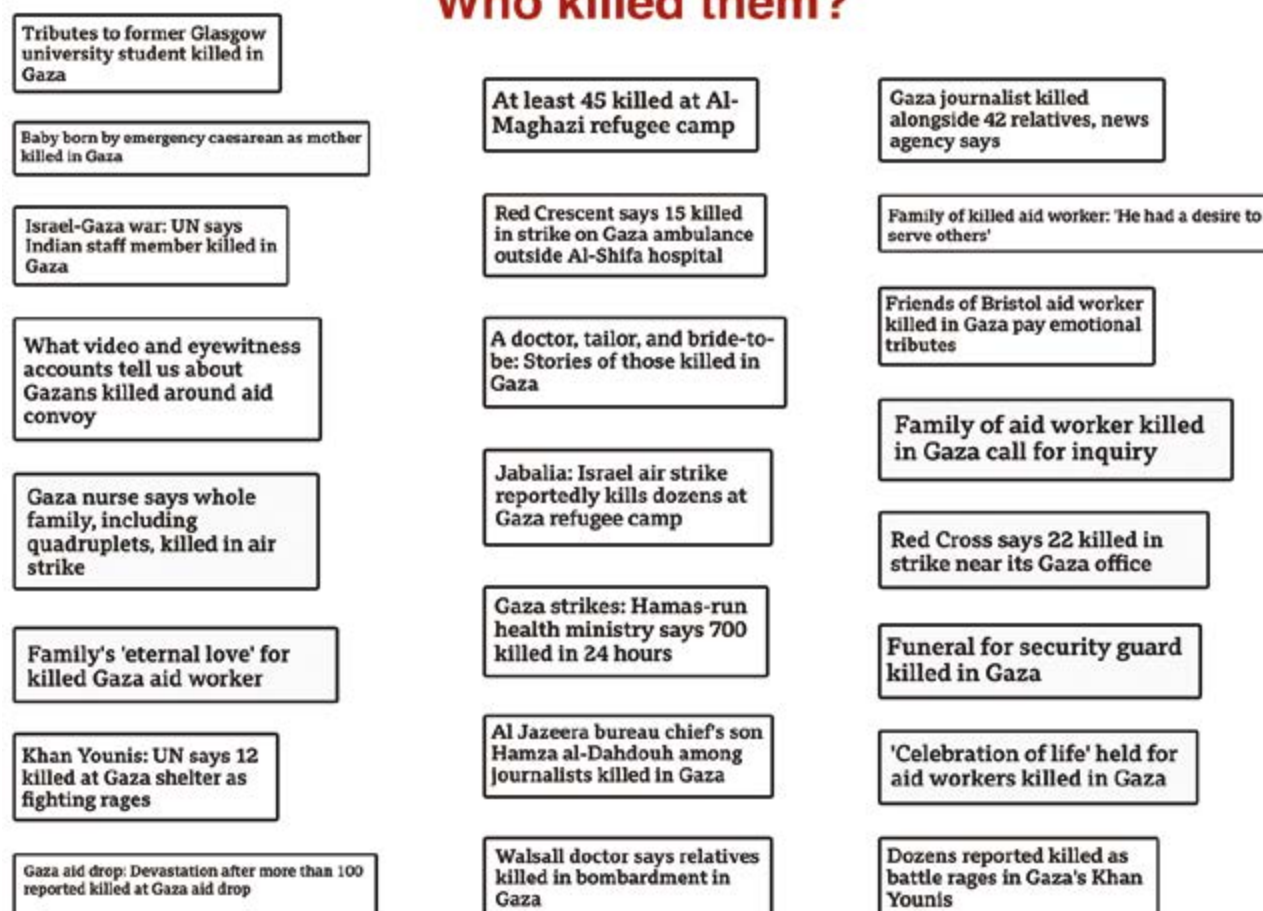 Who killed them?
Tributes to former Glasgow
university student killed in
Gaza
Baby born by emergency caesarean as mother
killed in Gaza
Israel-Gaza war: UN says
Indian staff member killed in
Gaza
What video and eyewitness
accounts tell us about
Gazans killed around aid
convoy
Gaza nurse says whole
family, including
quadruplets, killed in air
strike
Family's 'eternal love' for
killed Gaza aid worker
Khan Younis: UN says 12
killed at Gaza shelter as
fighting rages
Gaza aid drop: Devastation after more than 100
reported killed at Gaza aid drop
At least 45 killed at Al-
Maghazi refugee camp
Red Crescent says 15 killed
in strike on Gaza ambulance
outside Al-Shifa hospital
A doctor, tailor, and bride-to-
be: Stories of those killed in
Gaza
Jabalia: Israel air strike
reportedly kills dozens at
Gaza refugee camp
Gaza strikes: Hamas-run
health ministry says 700
killed in 24 hours
Al Jazeera bureau chief's son
Hamza al-Dahdouh among
journalists killed in Gaza
Walsall doctor says relatives
killed in bombardment in
Gaza
Gaza journalist killed
alongside 42 relatives, news
agency says
Family of killed aid worker: 'He had a desire to
serve others'
Friends of Bristol aid worker
killed in Gaza pay emotional
tributes
Family of aid worker killed
in Gaza call for inquiry
Red Cross says 22 killed in
strike near its Gaza office
Funeral for security guard
killed in Gaza
'Celebration of life' held for
aid workers killed in Gaza
Dozens reported killed as
battle rages in Gaza's Khan
Younis